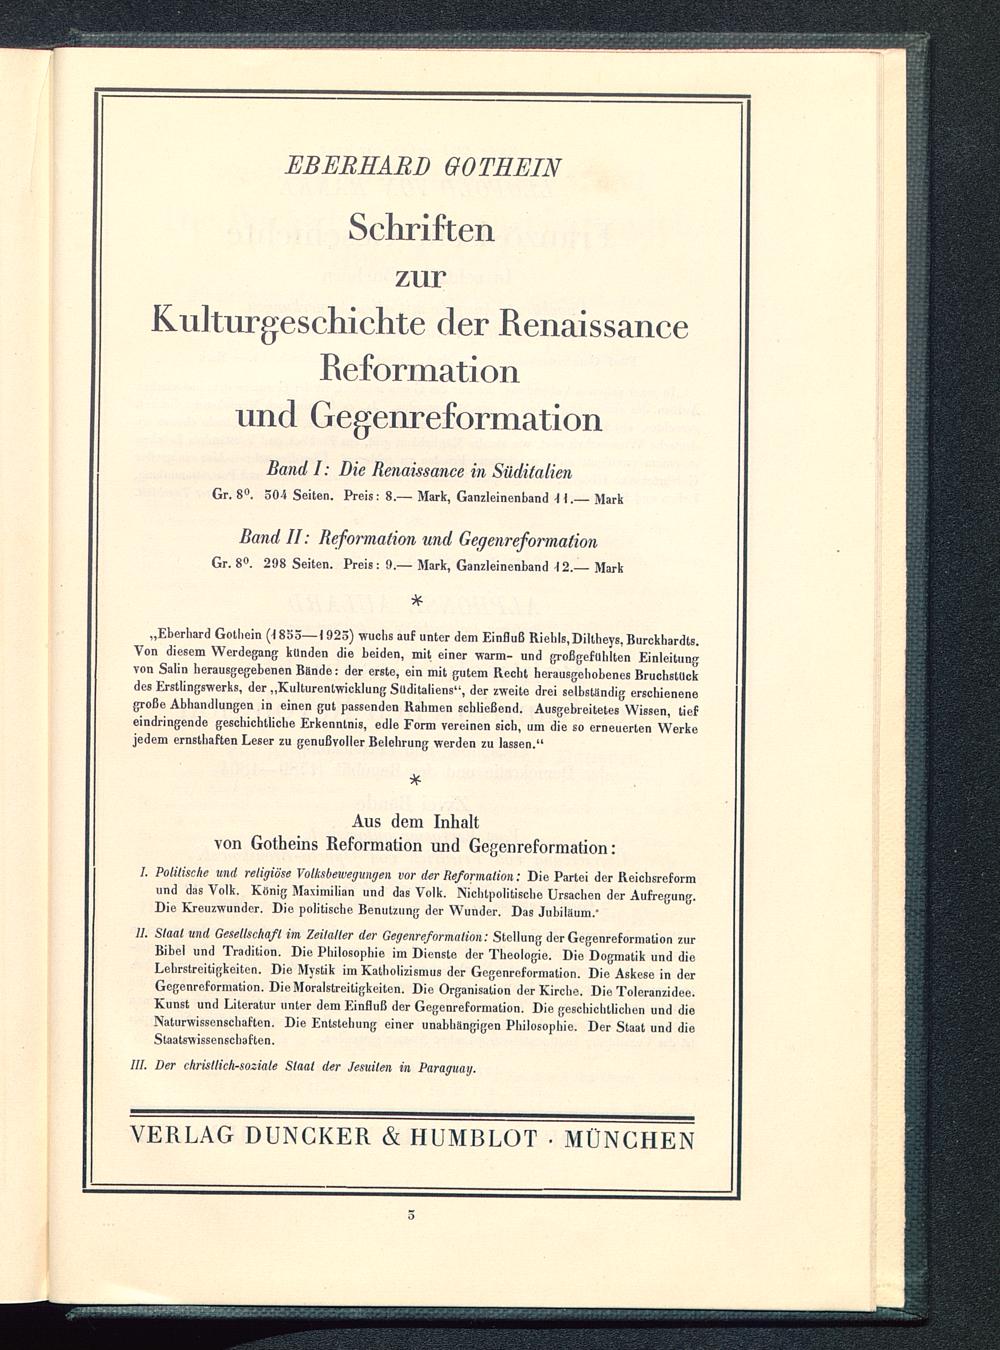 EBERHARD GOTHEIN
Schriften
zur
Kulturgeschichte der Renaissance
Reformation
und Gegenreformation
Band I: Die Renaissance in Süditalien
Gr. 8⁰. 304 Seiten. Preis: 8.— Mark, Ganzleinenband 11.— Mark
Band II: Reformation und Gegenreformation
Gr. 8⁰. 298 Seiten. Preis: 9.— Mark, Ganzleinenband 12.— Mark
*
„Eberhard Gothein (1853—1923) wuchs auf unter dem Einfluß Riehls, Diltheys, Burckhardts.
Von diesem Werdegang künden die beiden, mit einer warm- und großgefühlten Einleitung
von Salin herausgegebenen Bände: der erste, ein mit gutem Recht herausgehobenes Bruchstück
des Erstlingswerks, der „Kulturentwicklung Süditaliens“, der zweite drei selbständig erschienene
große Abhandlungen in einen gut passenden Rahmen schließend. Ausgebreitetes Wissen, tief
eindringende geschichtliche Erkenntnis, edle Form vereinen sich, um die so erneuerten Werke
jedem ernsthaften Leser zu genußvoller Belehrung werden zu lassen.“
*
Aus dem Inhalt
von Gotheins Reformation und Gegenreformation:
I. Politische und religiöse Volksbewegungen vor der Reformation: Die Partei der Reichsreform
und das Volk. König Maximilian und das Volk. Nichtpolitische Ursachen der Aufregung.
Die Kreuzwunder. Die politische Benutzung der Wunder. Das Jubiläum.
II. Staat und Gesellschaft im Zeitalter der Gegenreformation: Stellung der Gegenreformation zur
Bibel und Tradition. Die Philosophie im Dienste der Theologie. Die Dogmatik und die
Lehrstreitigkeiten. Die Mystik im Katholizismus der Gegenreformation. Die Askese in der
Gegenreformation. Die Moralstreitigkeiten. Die Organisation der Kirche. Die Toleranzidee.
Kunst und Literatur unter dem Einfluß der Gegenreformation. Die geschichtlichen und die
Naturwissenschaften. Die Entstehung einer unabhängigen Philosophie. Der Staat und die
Staatswissenschaften.
III. Der christlich-soziale Staat der Jesuiten in Paraguay.
VERLAG DUNCKER & HUMBLOT · MÜNCHEN
3